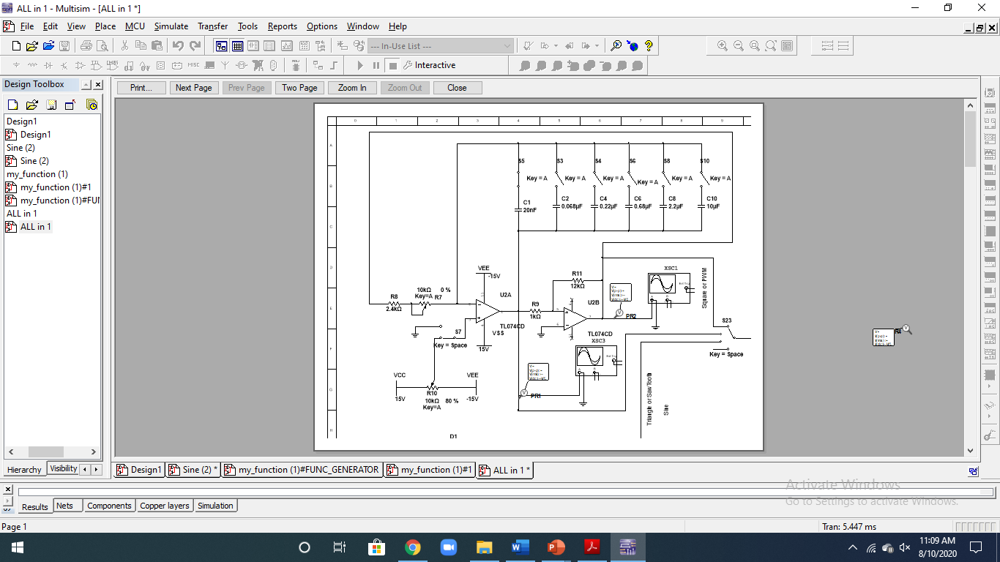 ALL in 1 - Multisim - [ALL in 1 *]
File Edit View Place MCU Simulate Transfer Tools Reports Options Window Help
--- In-Use List ---
MISC Interactive
Design Toolbox
Print... Next Page Prev Page Two Page Zoom In Zoom Out Close
Design1
Design1
Sine (2)
Sine (2)
my_function (1)
my_function (1)#1
my_function (1)#FU
ALL in 1
ALL in 1
0 1 2 3 4 5 6 7 8 9
A
B
C
D
E
F
G
H
S5 S3 S4 S6 S8 S10
Key = A Key = A Key = A Key = A Key = A Key = A
C1 C2 C4 C6 C8 C10
20nF 0.068µF 0.22µF 0.68µF 2.2µF 10µF
VEE
-15V
R11
12kΩ
XSC1
Square or PWM
10kΩ 0 %
Key=A R7
R8
2.4kΩ
U2A
R9
1kΩ
U2B
PR2
TL074CD
VSS
15V
S7
Key = Space
TL074CD
XSC3
S23
Key = Space
VCC
15V
VEE
-15V
R10
10kΩ 80 %
Key=A
PR1
Triangle or SawTooth
Sine
D1
Hierarchy Visibility
Design1 Sine (2) * my_function (1)#FUNC_GENERATOR my_function (1)#1 ALL in 1 *
Activate Windows
Go to Settings to activate Windows.
Results Nets Components Copper layers Simulation
Page 1 Tran: 5.447 ms
11:09 AM
8/10/2020